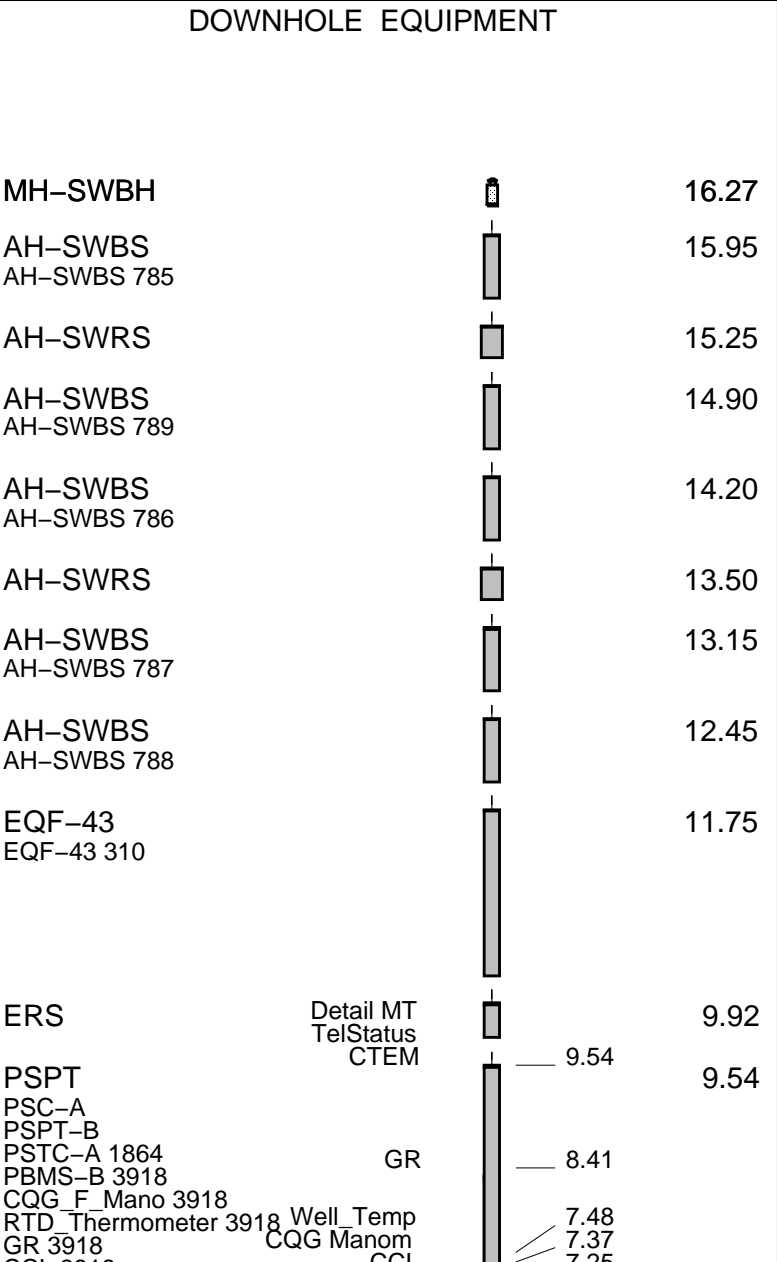 DOWNHOLE EQUIPMENT
MH−SWBH 16.27
AH−SWBS 15.95
AH−SWBS 785
AH−SWRS 15.25
AH−SWBS 14.90
AH−SWBS 789
AH−SWBS 14.20
AH−SWBS 786
AH−SWRS 13.50
AH−SWBS 13.15
AH−SWBS 787
AH−SWBS 12.45
AH−SWBS 788
EQF−43 11.75
EQF−43 310
ERS Detail MT 9.92
TelStatus
CTEM 9.54
PSPT 9.54
PSC−A
PSPT−B
PSTC−A 1864 GR 8.41
PBMS−B 3918
CQG_F_Mano 3918
RTD_Thermometer 3918 Well_Temp 7.48
GR 3918 CQG Manom 7.37
CCL 7.25